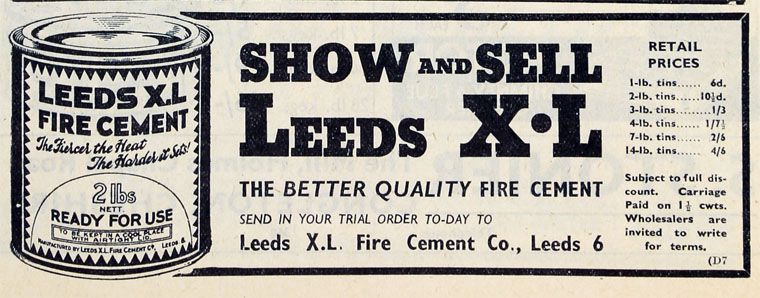 LEEDS X.L
FIRE CEMENT
The Fiercer the Heat
The Harder it Sets!
2 lbs
NETT.
READY FOR USE
TO BE KEPT IN A COOL PLACE
WITH AIRTIGHT LID
MANUFACTURED BY LEEDS X.L. FIRE CEMENT CO. LEEDS 6
SHOW AND SELL
LEEDS X·L
THE BETTER QUALITY FIRE CEMENT
SEND IN YOUR TRIAL ORDER TO-DAY TO
Leeds X.L. Fire Cement Co., Leeds 6
RETAIL
PRICES
1-lb. tins...... 6d.
2-lb. tins...... 10½d.
3-lb. tins...... 1/3
4-lb. tins...... 1/7½
7-lb. tins...... 2/6
14-lb. tins...... 4/6
Subject to full dis-
count. Carriage
Paid on 1½ cwts.
Wholesalers are
invited to write
for terms.
(D7